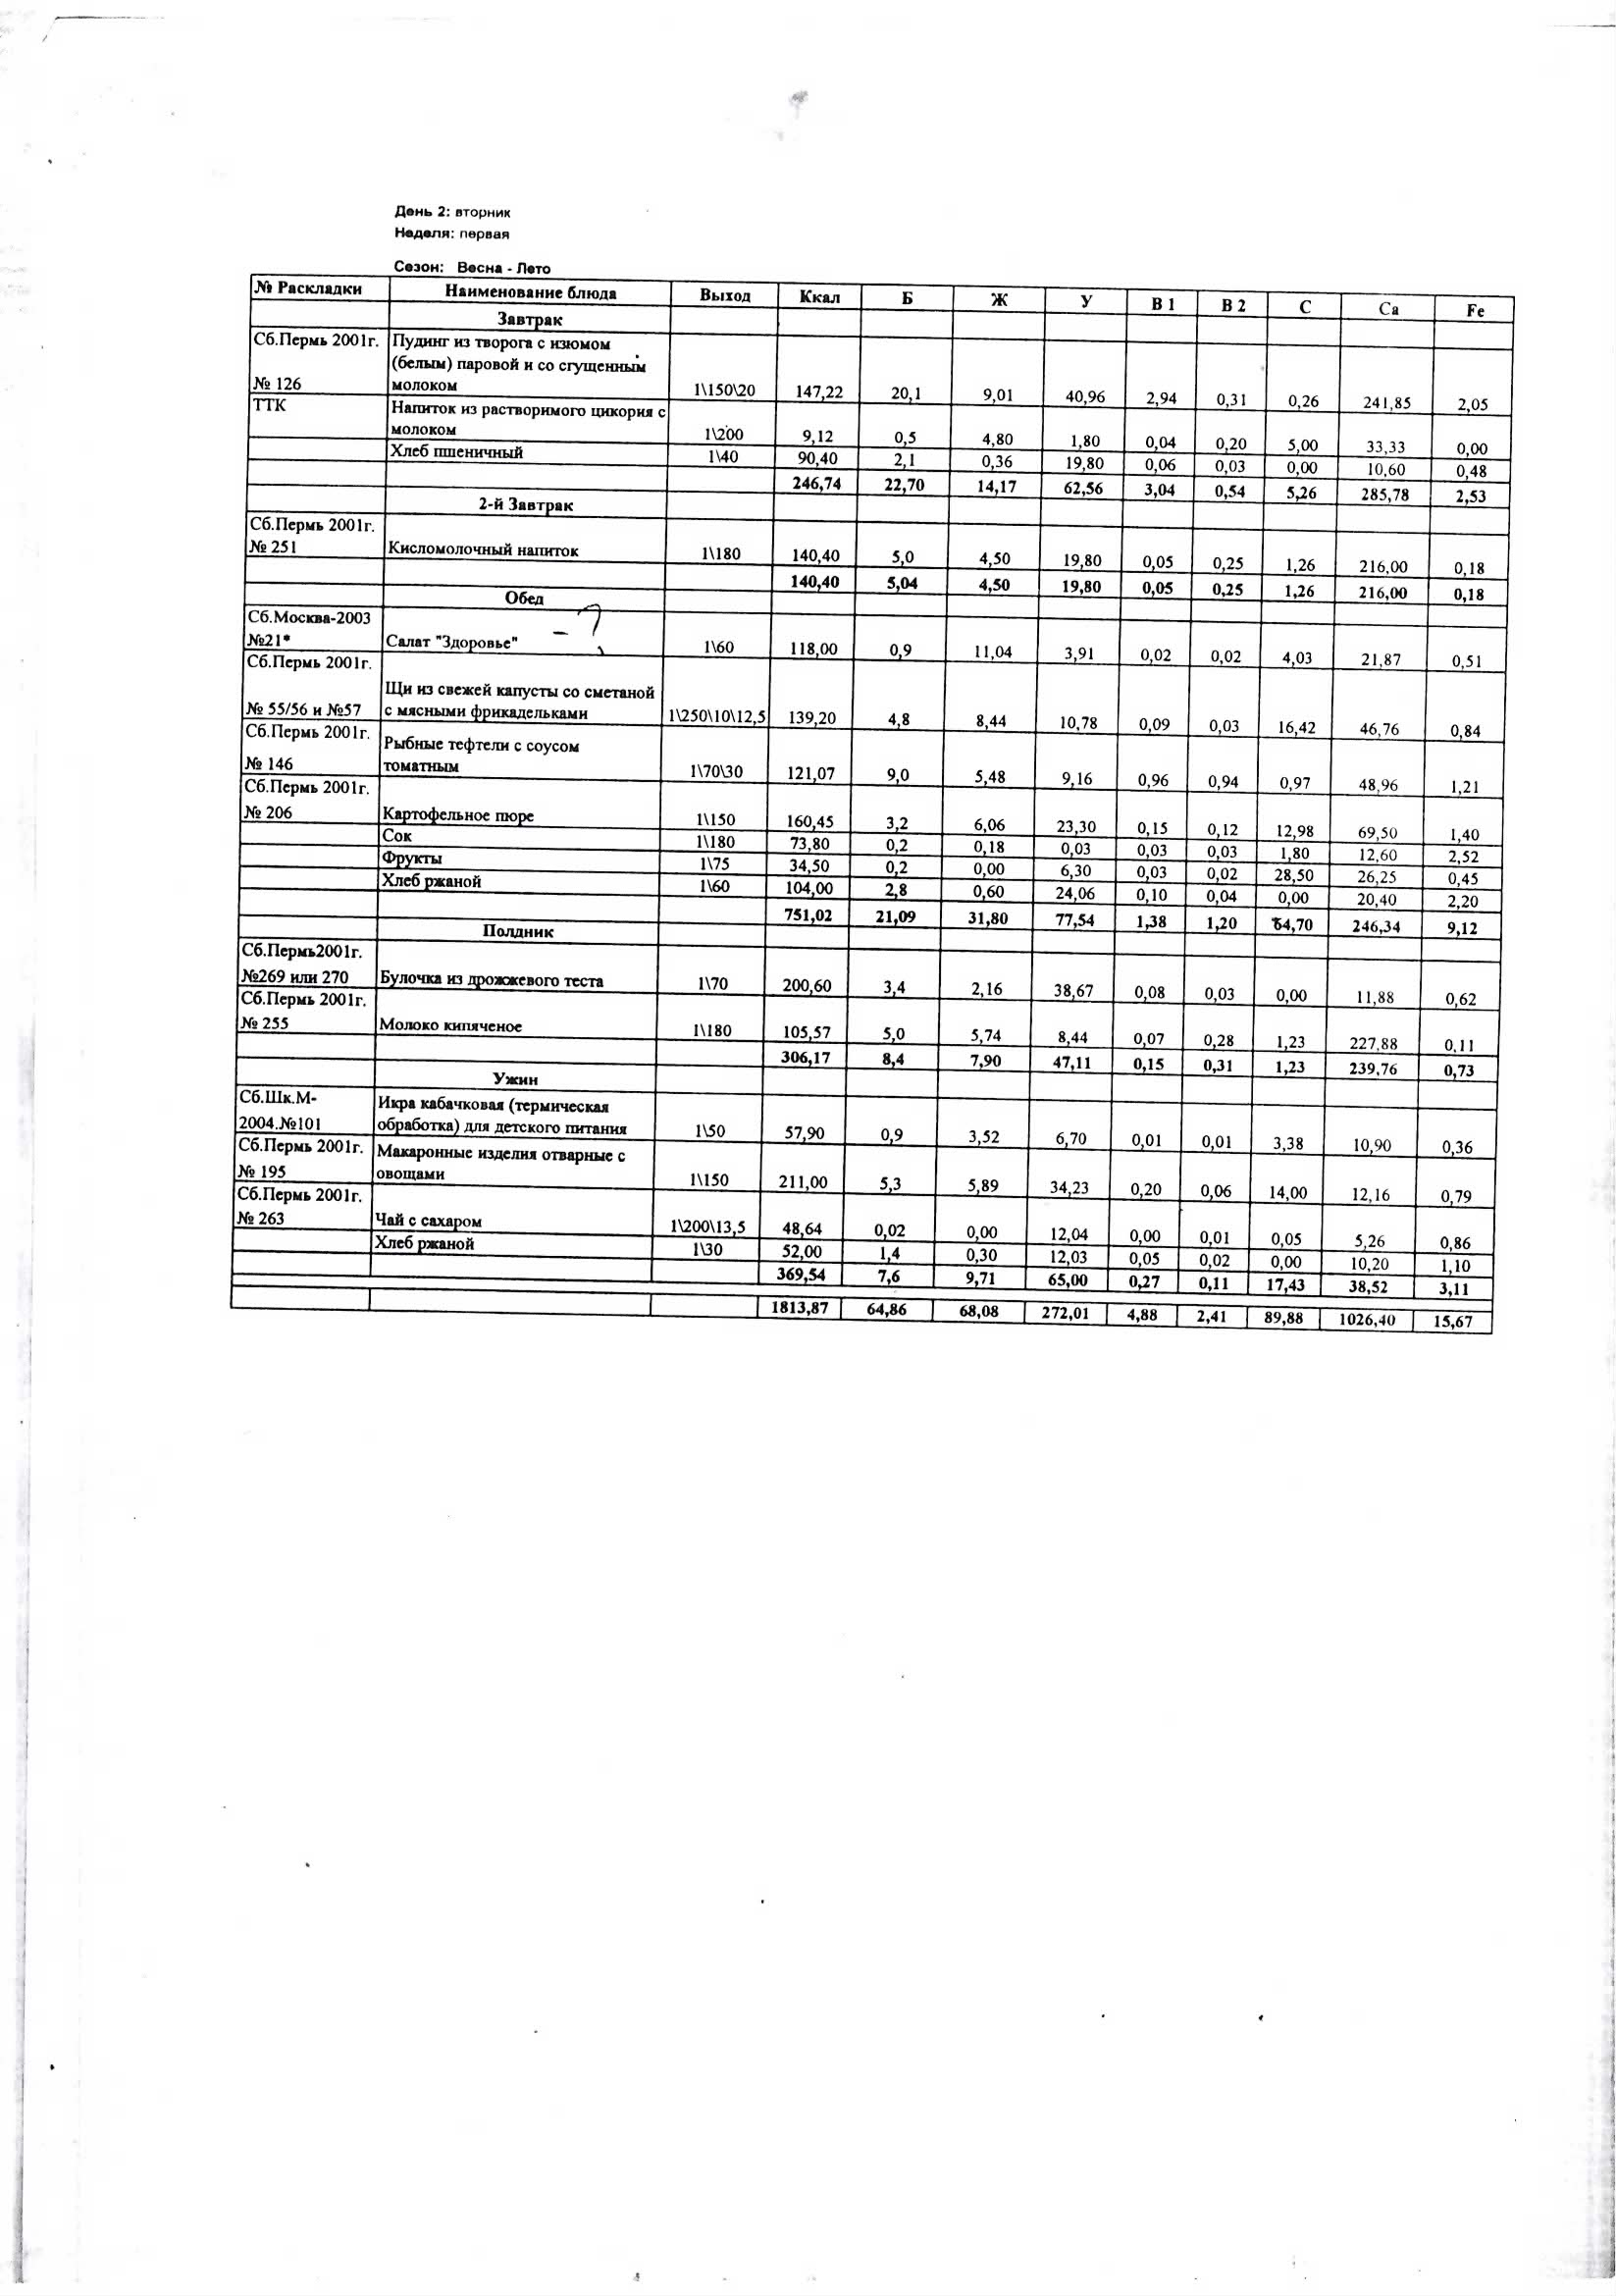 День 2: вторник
Неделя: первая
Сезон: Весна - Лето
№ Раскладки Наименование блюда Выход Ккал Б Ж У В 1 В 2 С Са Fe
Завтрак
Сб.Пермь 2001г. Пудинг из творога с изюмом
(белым) паровой и со сгущенным
№ 126 молоком 1\150\20 147,22 20,1 9,01 40,96 2,94 0,31 0,26 241,85 2,05
ТТК Напиток из растворимого цикория с
молоком 1\200 9,12 0,5 4,80 1,80 0,04 0,20 5,00 33,33 0,00
Хлеб пшеничный 1\40 90,40 2,1 0,36 19,80 0,06 0,03 0,00 10,60 0,48
246,74 22,70 14,17 62,56 3,04 0,54 5,26 285,78 2,53
2-й Завтрак
Сб.Пермь 2001г.
№ 251 Кисломолочный напиток 1\180 140,40 5,0 4,50 19,80 0,05 0,25 1,26 216,00 0,18
140,40 5,04 4,50 19,80 0,05 0,25 1,26 216,00 0,18
Обед
Сб.Москва-2003
№21* Салат "Здоровье" 1\60 118,00 0,9 11,04 3,91 0,02 0,02 4,03 21,87 0,51
Сб.Пермь 2001г.
Щи из свежей капусты со сметаной
№ 55/56 и №57 с мясными фрикадельками 1\250\10\12,5 139,20 4,8 8,44 10,78 0,09 0,03 16,42 46,76 0,84
Сб.Пермь 2001г. Рыбные тефтели с соусом
№ 146 томатным 1\70\30 121,07 9,0 5,48 9,16 0,96 0,94 0,97 48,96 1,21
Сб.Пермь 2001г.
№ 206 Картофельное пюре 1\150 160,45 3,2 6,06 23,30 0,15 0,12 12,98 69,50 1,40
Сок 1\180 73,80 0,2 0,18 0,03 0,03 0,03 1,80 12,60 2,52
Фрукты 1\75 34,50 0,2 0,00 6,30 0,03 0,02 28,50 26,25 0,45
Хлеб ржаной 1\60 104,00 2,8 0,60 24,06 0,10 0,04 0,00 20,40 2,20
751,02 21,09 31,80 77,54 1,38 1,20 64,70 246,34 9,12
Полдник
Сб.Пермь2001г.
№269 или 270 Булочка из дрожжевого теста 1\70 200,60 3,4 2,16 38,67 0,08 0,03 0,00 11,88 0,62
Сб.Пермь 2001г.
№ 255 Молоко кипяченое 1\180 105,57 5,0 5,74 8,44 0,07 0,28 1,23 227,88 0,11
306,17 8,4 7,90 47,11 0,15 0,31 1,23 239,76 0,73
Ужин
Сб.Шк.М- Икра кабачковая (термическая
2004.№101 обработка) для детского питания 1\50 57,90 0,9 3,52 6,70 0,01 0,01 3,38 10,90 0,36
Сб.Пермь 2001г. Макаронные изделия отварные с
№ 195 овощами 1\150 211,00 5,3 5,89 34,23 0,20 0,06 14,00 12,16 0,79
Сб.Пермь 2001г.
№ 263 Чай с сахаром 1\200\13,5 48,64 0,02 0,00 12,04 0,00 0,01 0,05 5,26 0,86
Хлеб ржаной 1\30 52,00 1,4 0,30 12,03 0,05 0,02 0,00 10,20 1,10
369,54 7,6 9,71 65,00 0,27 0,11 17,43 38,52 3,11
1813,87 64,86 68,08 272,01 4,88 2,41 89,88 1026,40 15,67